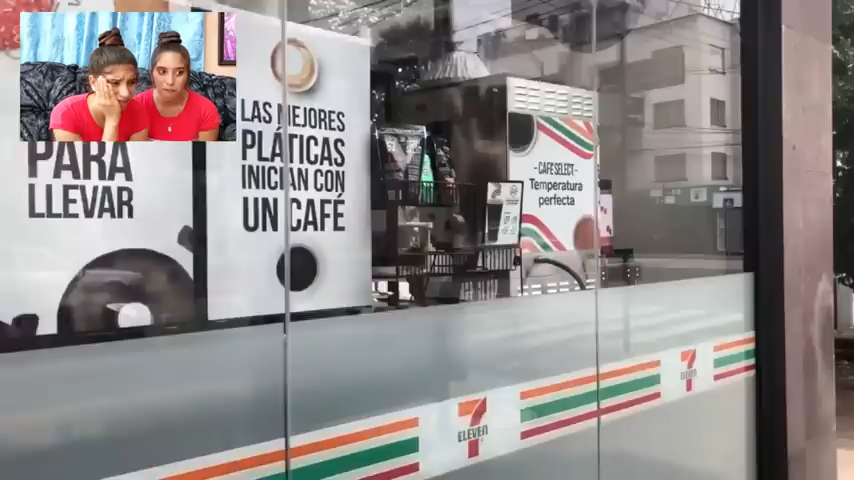 PARA
LLEVAR
LAS MEJORES
PLÁTICAS
INICIAN CON
UN CAFÉ
-CAFE SELECT-
Temperatura
perfecta
7
ELEVEN
7
ELEVEN